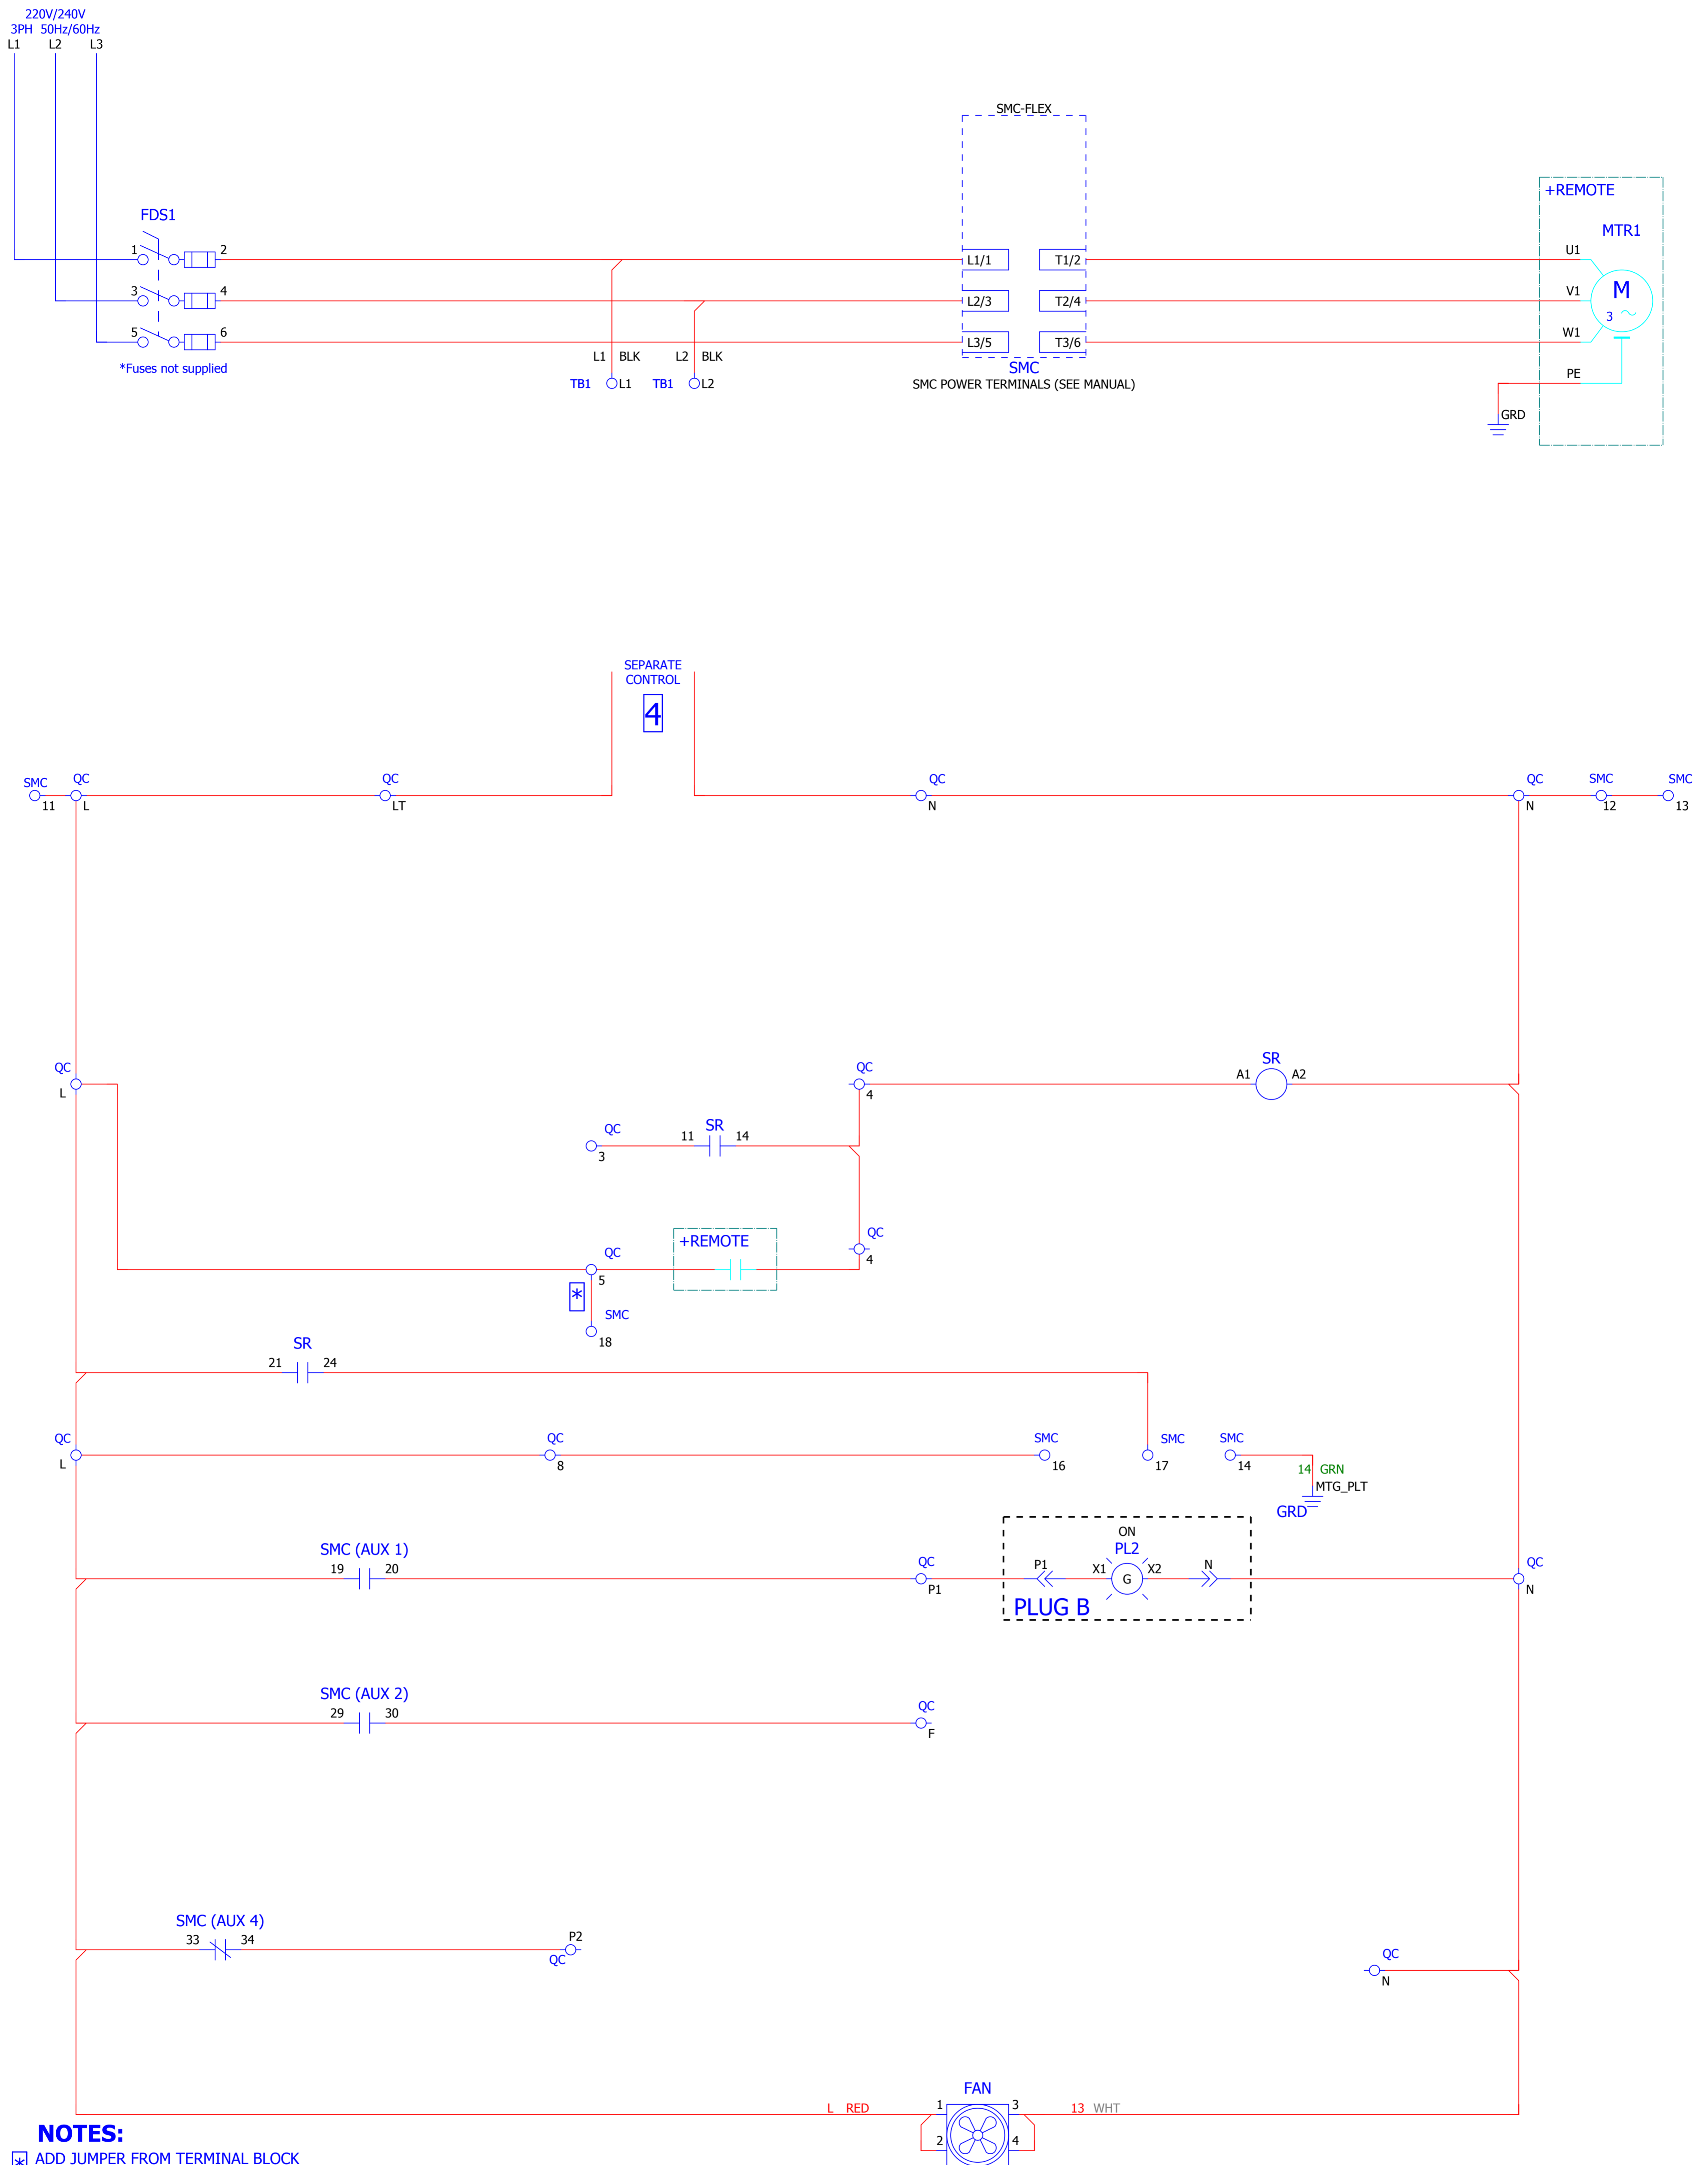 220V/240V
3PH 50Hz/60Hz
L1 L2 L3
SMC-FLEX
+REMOTE
FDS1
MTR1
1 2
L1/1 T1/2
U1
3 4
L2/3 T2/4
V1
M
3
5 6
L3/5 T3/6
W1
*Fuses not supplied
L1 BLK L2 BLK
TB1 L1 TB1 L2
SMC
SMC POWER TERMINALS (SEE MANUAL)
PE
GRD
SEPARATE
CONTROL
4
SMC QC QC QC QC SMC SMC
11 L LT N N 12 13
QC QC SR
L 4 A1 A2
QC SR
3 11 14
QC
4
+REMOTE
QC
5
*
SMC
18
SR
21 24
QC QC SMC SMC SMC
L 8 16 17 14
14 GRN
MTG_PLT
GRD
SMC (AUX 1)
19 20
QC
P1
ON
PL2
P1 X1 G X2 N
PLUG B
QC
N
SMC (AUX 2)
29 30
QC
F
SMC (AUX 4)
33 34
P2
QC
QC
N
FAN
L RED 1 3 13 WHT
2 4
NOTES:
* ADD JUMPER FROM TERMINAL BLOCK